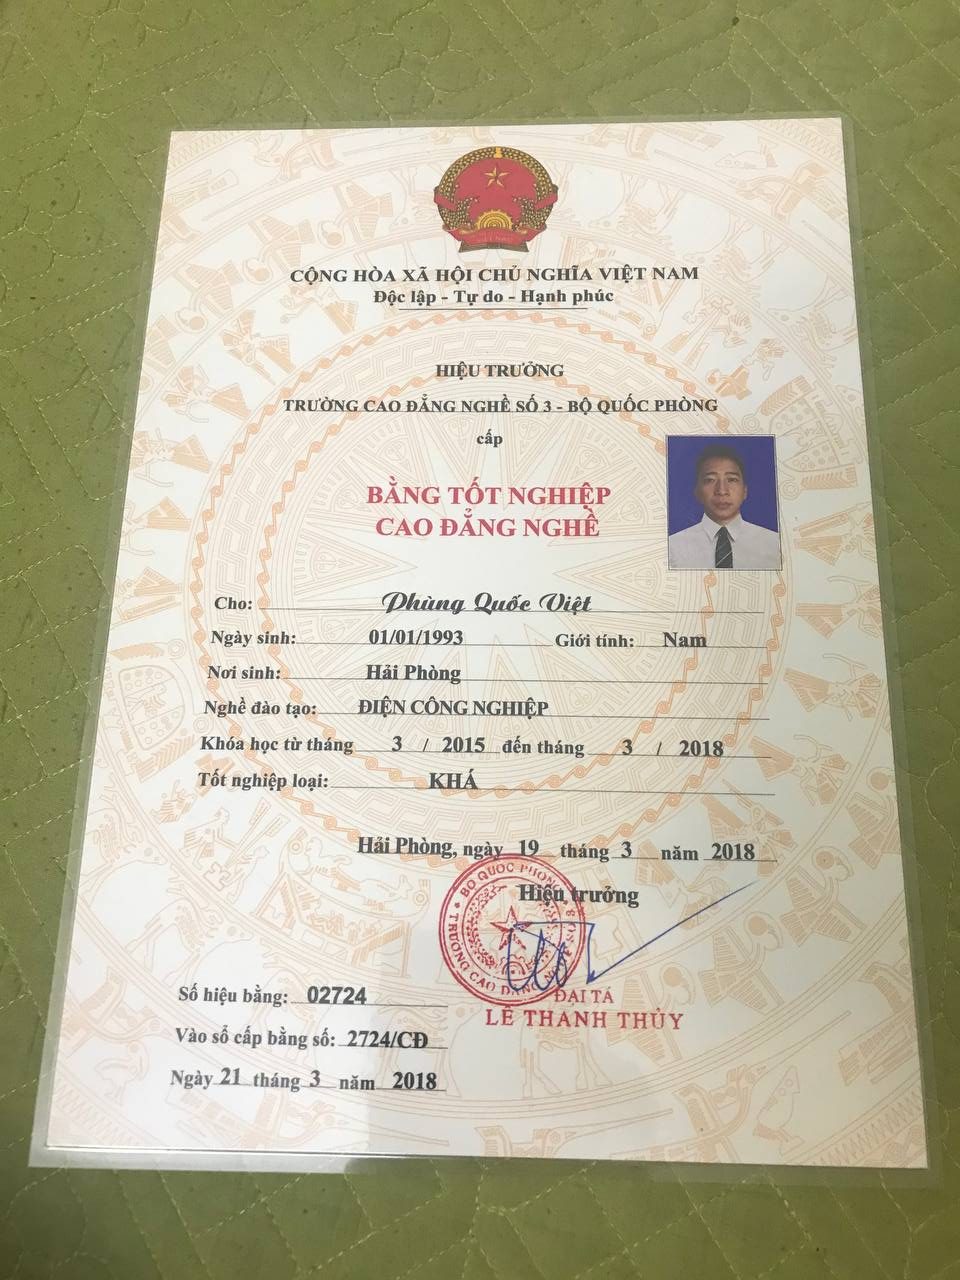 VIỆT NAM
CỘNG HÒA XÃ HỘI CHỦ NGHĨA VIỆT NAM
Độc lập - Tự do - Hạnh phúc
HIỆU TRƯỞNG
TRƯỜNG CAO ĐẲNG NGHỀ SỐ 3 - BỘ QUỐC PHÒNG
cấp
BẰNG TỐT NGHIỆP
CAO ĐẲNG NGHỀ
Cho: Phùng Quốc Việt
Ngày sinh: 01/01/1993 Giới tính: Nam
Nơi sinh: Hải Phòng
Nghề đào tạo: ĐIỆN CÔNG NGHIỆP
Khóa học từ tháng 3 / 2015 đến tháng 3 / 2018
Tốt nghiệp loại: KHÁ
Hải Phòng, ngày 19 tháng 3 năm 2018
Hiệu trưởng
BỘ QUỐC PHÒNG
TRƯỜNG CAO ĐẲNG NGHỀ SỐ 3
ĐẠI TÁ
LÊ THANH THỦY
Số hiệu bằng: 02724
Vào sổ cấp bằng số: 2724/CĐ
Ngày 21 tháng 3 năm 2018